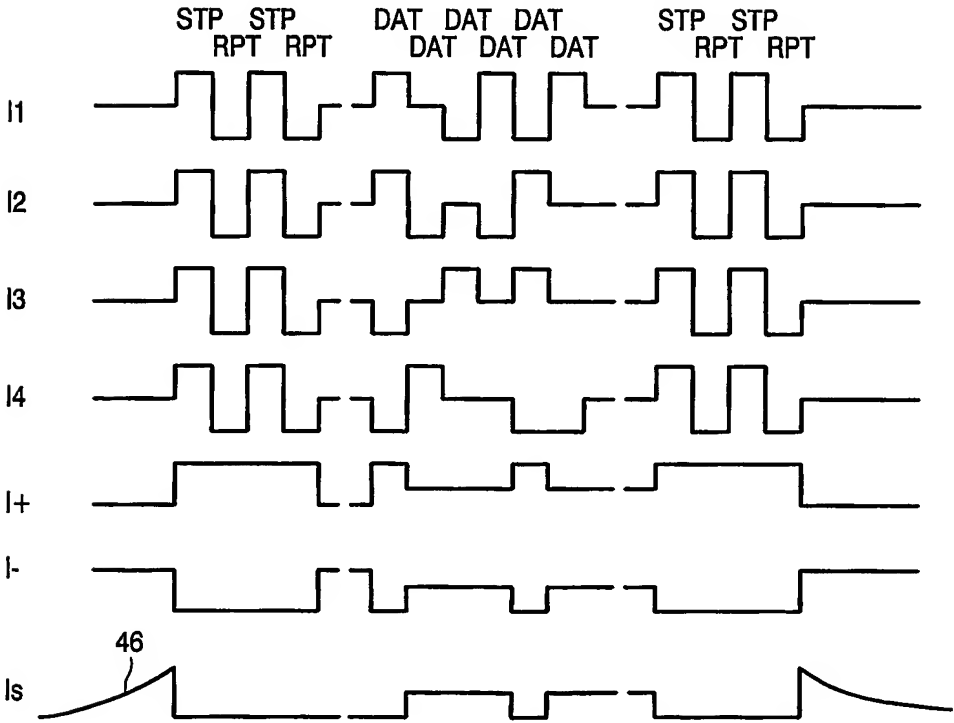 STP STP DAT DAT DAT STP STP
RPT RPT DAT DAT DAT RPT RPT
I1
I2
I3
I4
I+
I-
46
Is